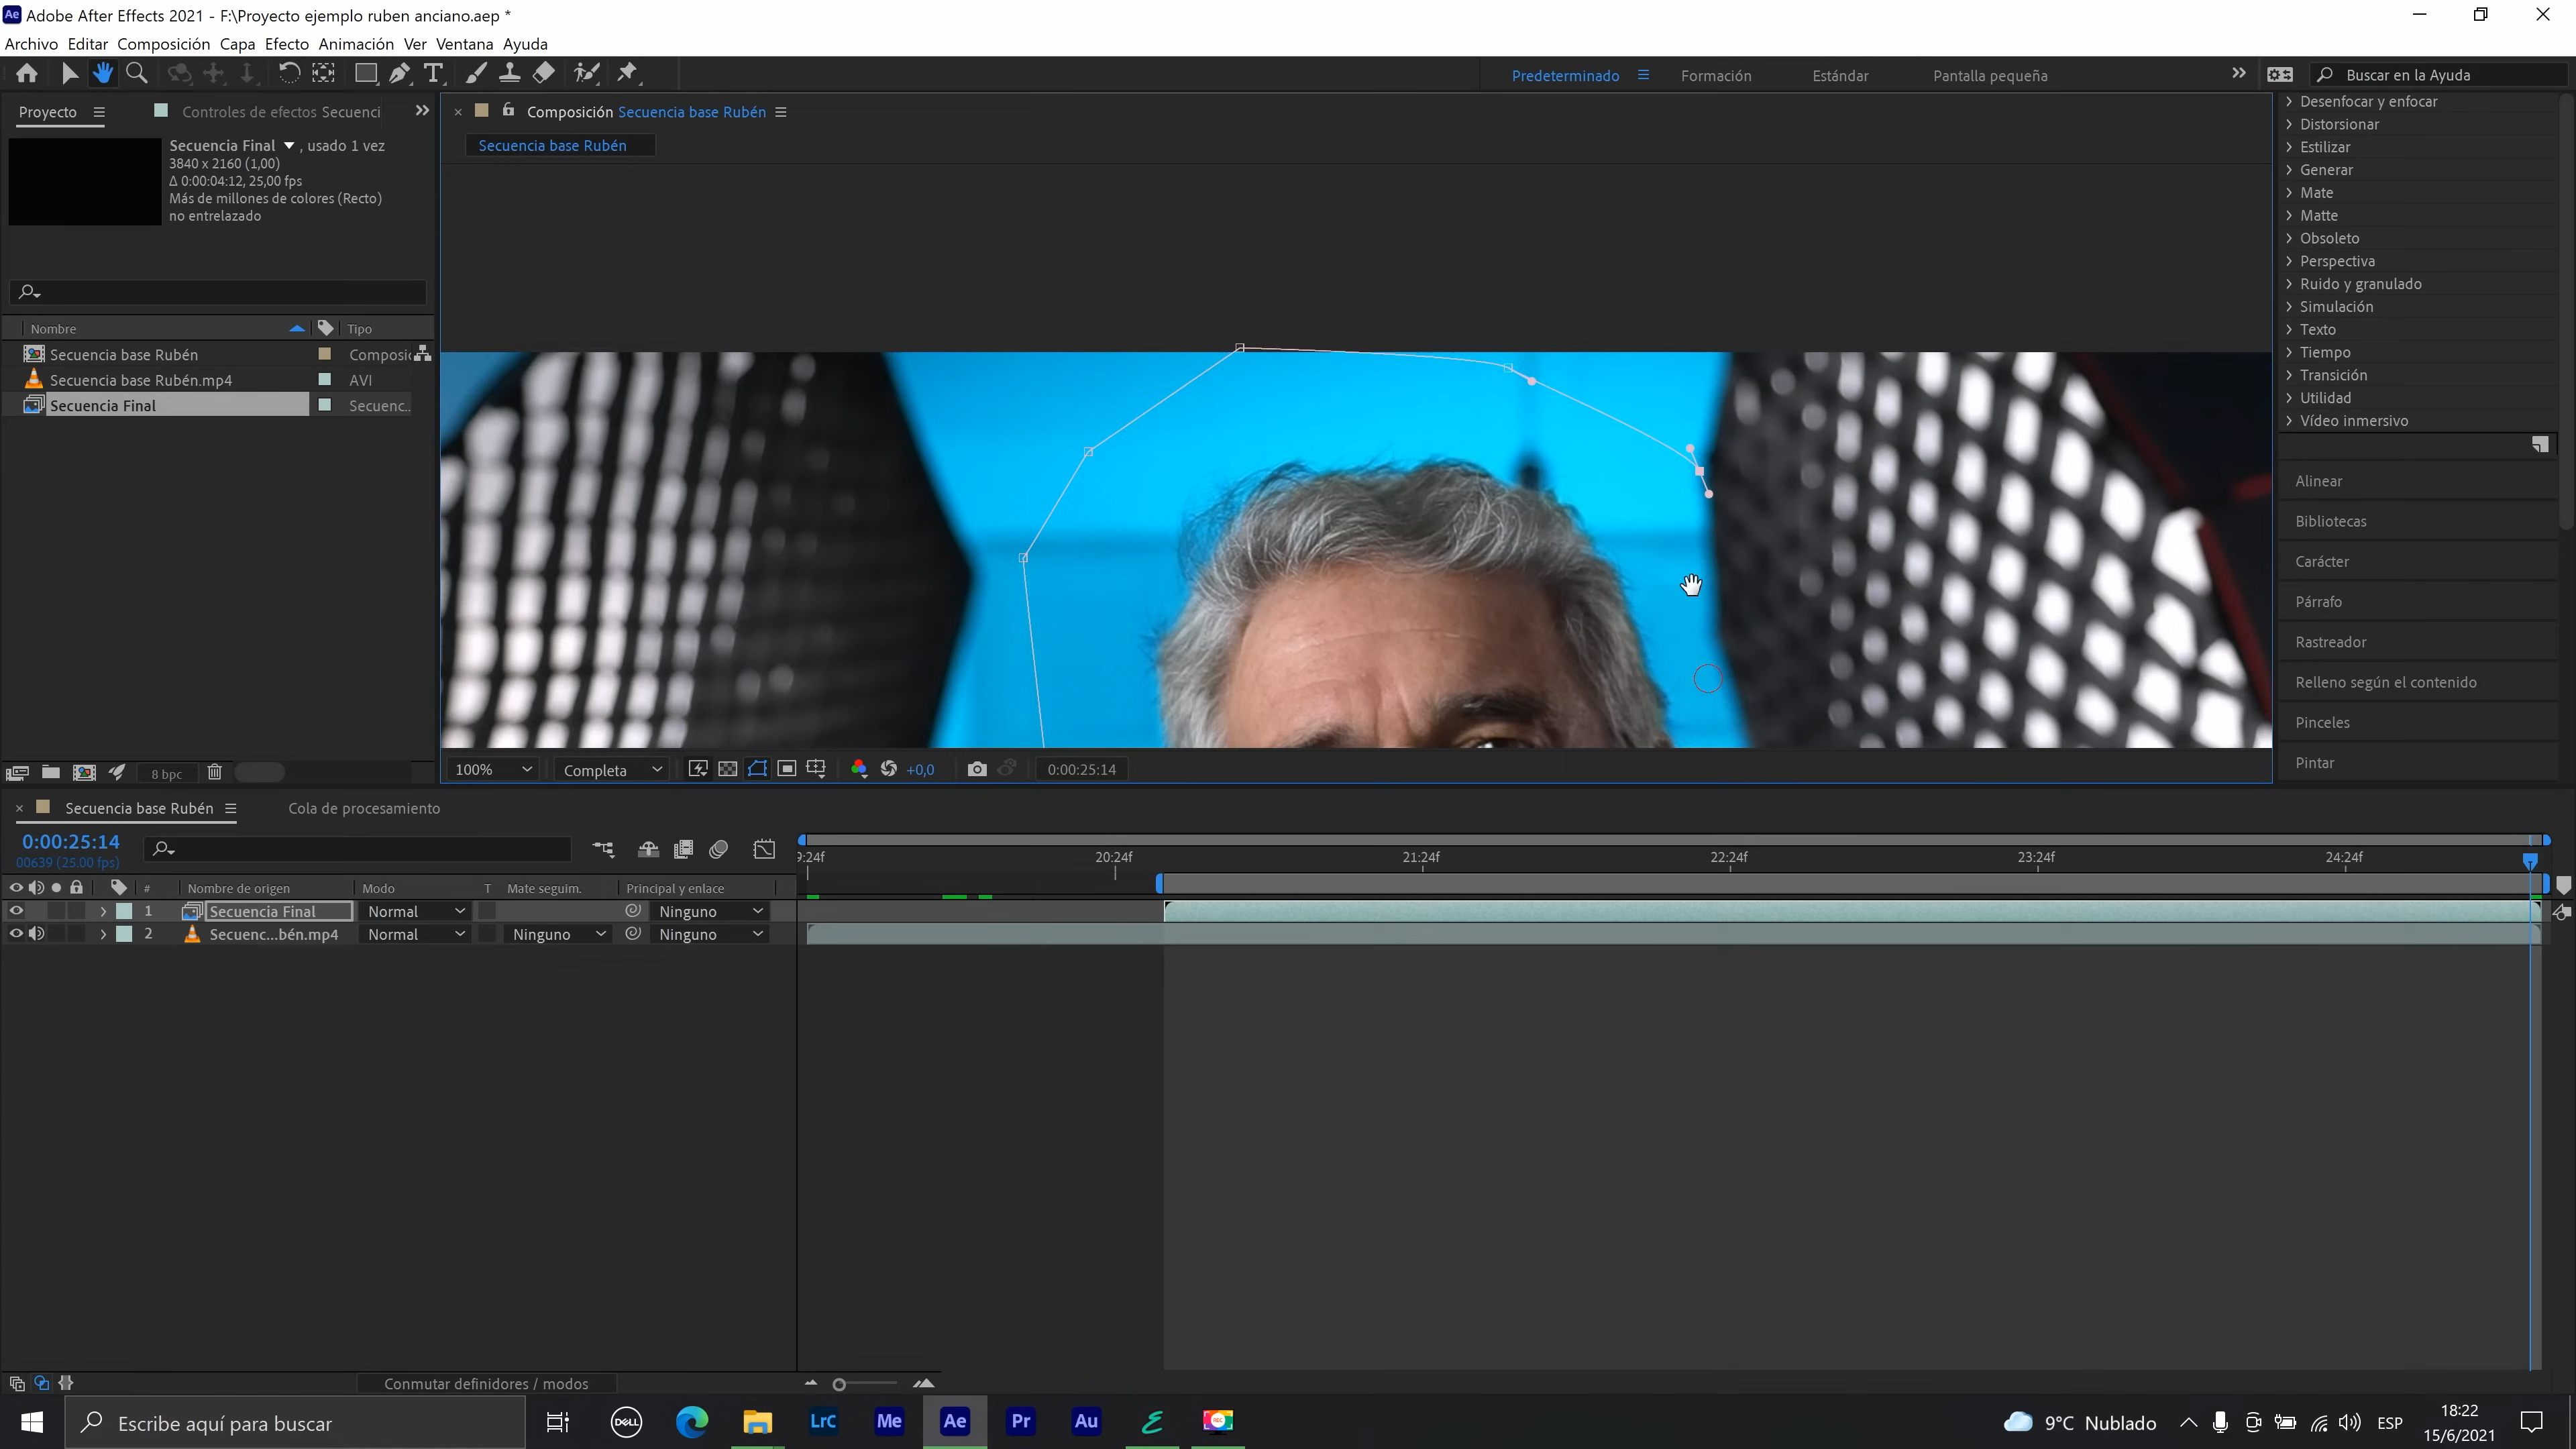 Ae Adobe After Effects 2021 - F:\Proyecto ejemplo ruben anciano.aep *
Archivo Editar Composición Capa Efecto Animación Ver Ventana Ayuda
Predeterminado Formación Estándar Pantalla pequeña Buscar en la Ayuda
Proyecto Controles de efectos Secuenci
Composición Secuencia base Rubén
Secuencia base Rubén
Secuencia Final , usado 1 vez
3840 x 2160 (1,00)
Δ 0:00:04:12, 25,00 fps
Más de millones de colores (Recto)
no entrelazado
Nombre Tipo
Secuencia base Rubén Composic
Secuencia base Rubén.mp4 AVI
Secuencia Final Secuenc..
8 bpc
100% Completa +0,0 0:00:25:14
Desenfocar y enfocar
Distorsionar
Estilizar
Generar
Mate
Matte
Obsoleto
Perspectiva
Ruido y granulado
Simulación
Texto
Tiempo
Transición
Utilidad
Vídeo inmersivo
Alinear
Bibliotecas
Carácter
Párrafo
Rastreador
Relleno según el contenido
Pinceles
Pintar
Secuencia base Rubén Cola de procesamiento
0:00:25:14
00639 (25.00 fps)
9:24f 20:24f 21:24f 22:24f 23:24f 24:24f
# Nombre de origen Modo T Mate seguim. Principal y enlace
1 Secuencia Final Normal Ninguno
2 Secuenc...bén.mp4 Normal Ninguno Ninguno
Conmutar definidores / modos
Escribe aquí para buscar
DELL LrC Me Ae Pr Au REC
9°C Nublado ESP
18:22
15/6/2021